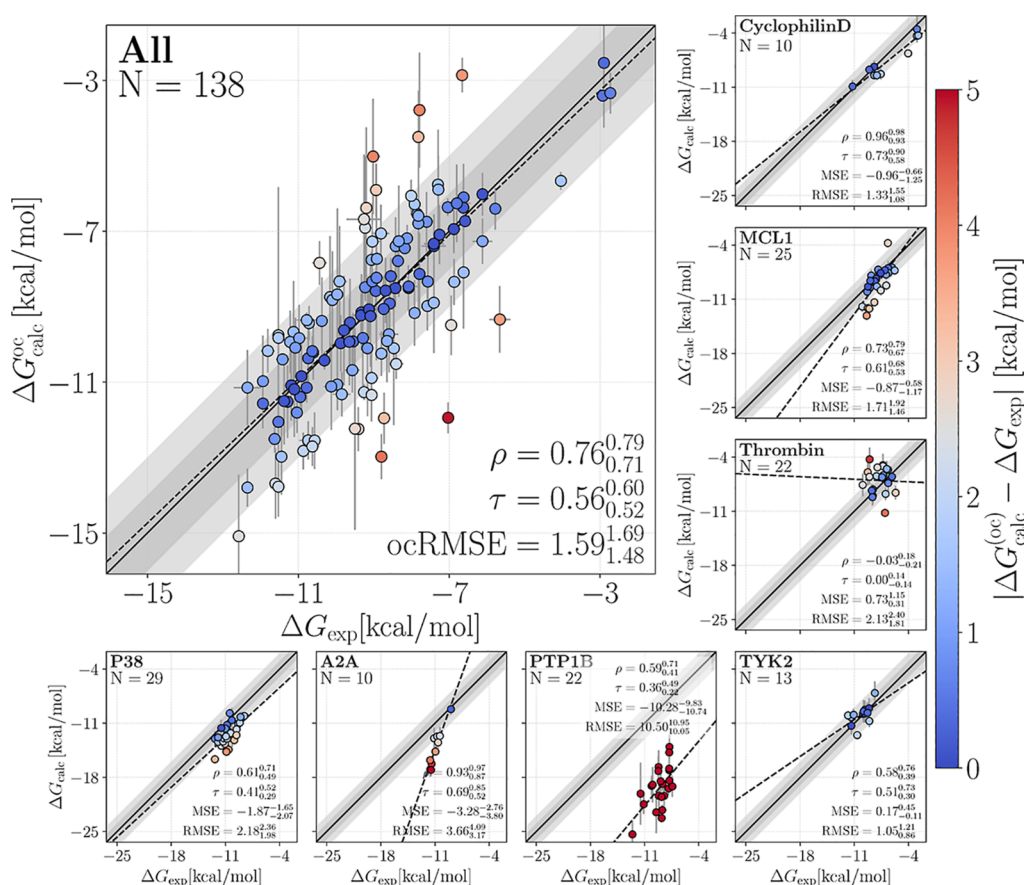 All
N = 138
−3
−7
−11
−15
ΔG^oc_calc [kcal/mol]
ρ = 0.76^0.79_0.71
τ = 0.56^0.60_0.52
ocRMSE = 1.59^1.69_1.48
−15 −11 −7 −3
ΔG_exp[kcal/mol]
CyclophilinD
N = 10
−4
−11
−18
−25
ΔG_calc [kcal/mol]
ρ = 0.96^0.98_0.93
τ = 0.73^0.90_0.58
MSE = −0.96^−0.66_−1.25
RMSE = 1.33^1.55_1.08
MCL1
N = 25
−4
−11
−18
−25
ΔG_calc [kcal/mol]
ρ = 0.73^0.79_0.67
τ = 0.61^0.68_0.53
MSE = −0.87^−0.58_−1.17
RMSE = 1.71^1.92_1.46
Thrombin
N = 22
−4
−11
−18
−25
ΔG_calc [kcal/mol]
ρ = −0.03^0.18_−0.21
τ = 0.00^0.14_−0.14
MSE = 0.73^1.15_0.31
RMSE = 2.13^2.40_1.81
5
4
3
2
1
0
|ΔG^(oc)_calc − ΔG_exp| [kcal/mol]
P38
N = 29
−4
−11
−18
−25
ΔG_calc [kcal/mol]
ρ = 0.61^0.71_0.49
τ = 0.41^0.52_0.29
MSE = −1.87^−1.65_−2.07
RMSE = 2.18^2.36_1.98
−25 −18 −11 −4
ΔG_exp[kcal/mol]
A2A
N = 10
ρ = 0.93^0.97_0.87
τ = 0.69^0.85_0.52
MSE = −3.28^−2.76_−3.80
RMSE = 3.66^4.09_3.17
−25 −18 −11 −4
ΔG_exp[kcal/mol]
PTP1B
N = 22
ρ = 0.59^0.71_0.41
τ = 0.36^0.49_0.22
MSE = −10.28^−9.83_−10.74
RMSE = 10.50^10.95_10.05
−25 −18 −11 −4
ΔG_exp[kcal/mol]
TYK2
N = 13
−4
−11
−18
−25
ΔG_calc [kcal/mol]
ρ = 0.58^0.76_0.39
τ = 0.51^0.73_0.30
MSE = 0.17^0.45_−0.11
RMSE = 1.05^1.21_0.86
−25 −18 −11 −4
ΔG_exp[kcal/mol]